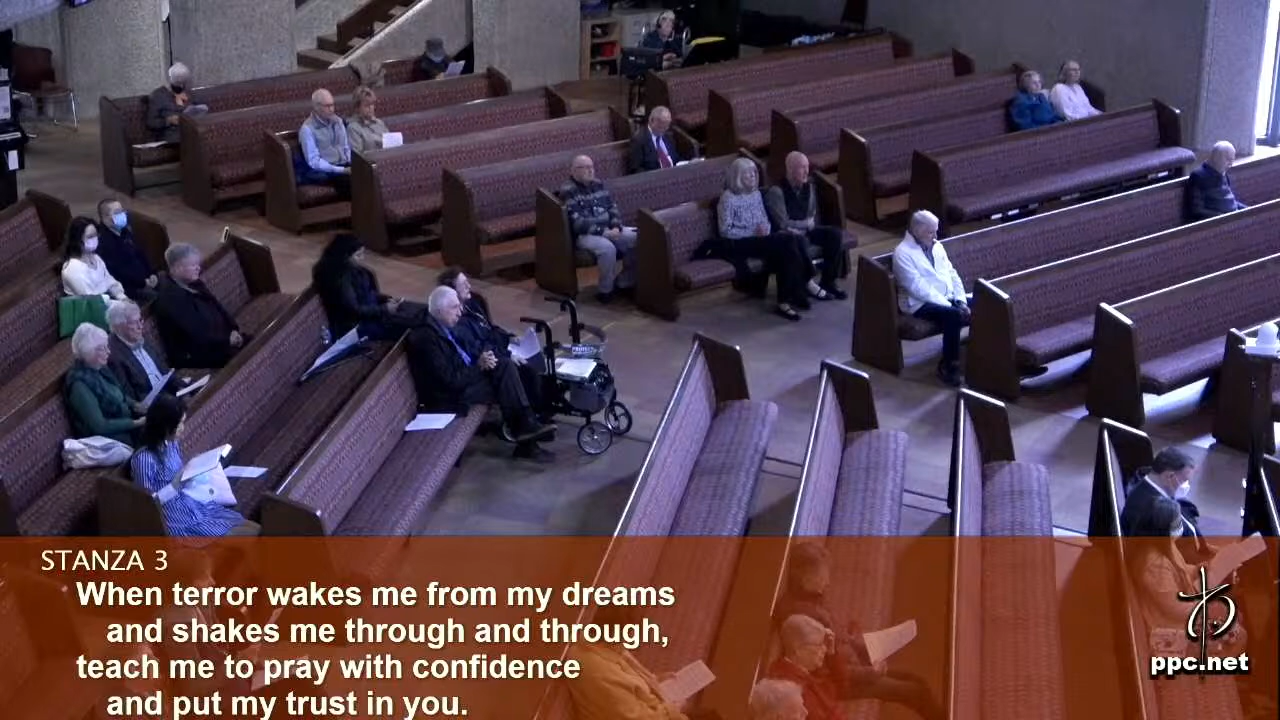 STANZA 3
When terror wakes me from my dreams
and shakes me through and through,
teach me to pray with confidence
and put my trust in you.
ppc.net